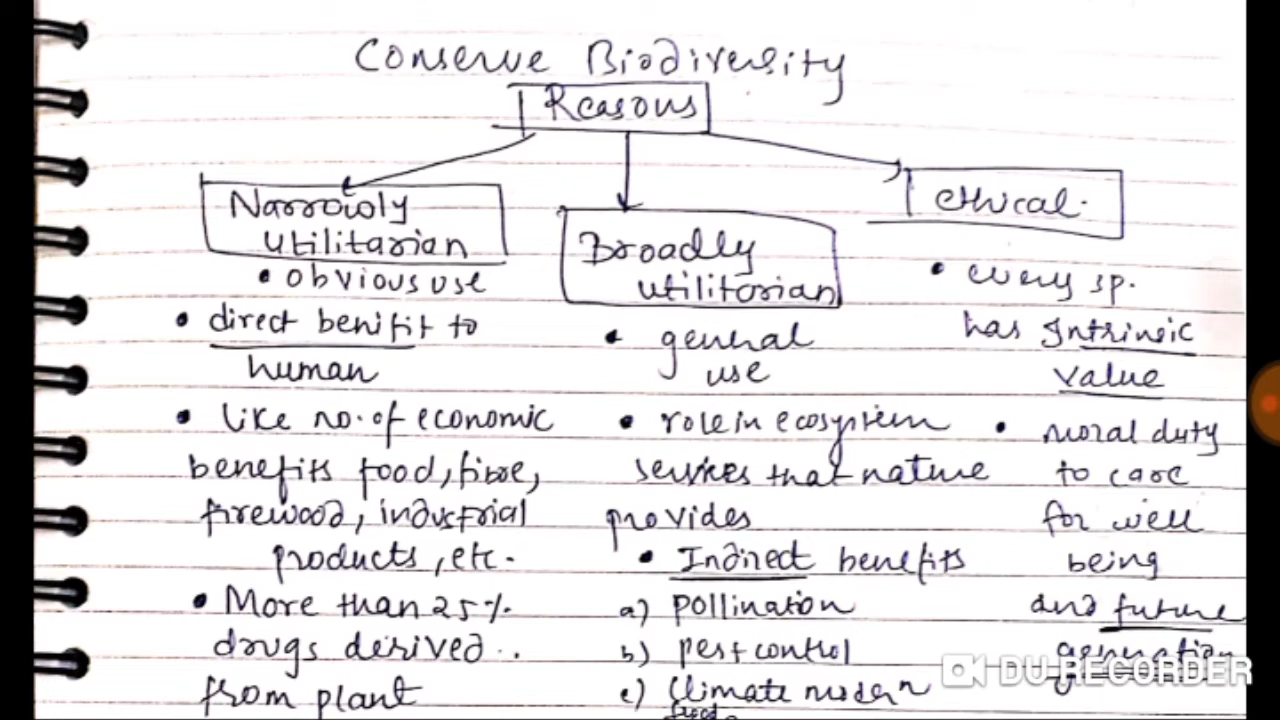 Conserve Biodiversity
Reasons
Narrowly
utilitarian
• obvious use
• direct benifit to
human
• like no. of economic
benefits food, fibre,
firewood, industrial
products, etc.
• More than 25%
drugs derived..
from plant
Broadly
utilitarian
• general
use
• role in ecosystem
services that nature
provides
• Indirect benefits
a) pollination
b) pest control
c) climate moder n
flood
ethical.
• every sp.
has Intrinsic
value
• moral duty
to care
for well
being
and future
generation
DU RECORDER